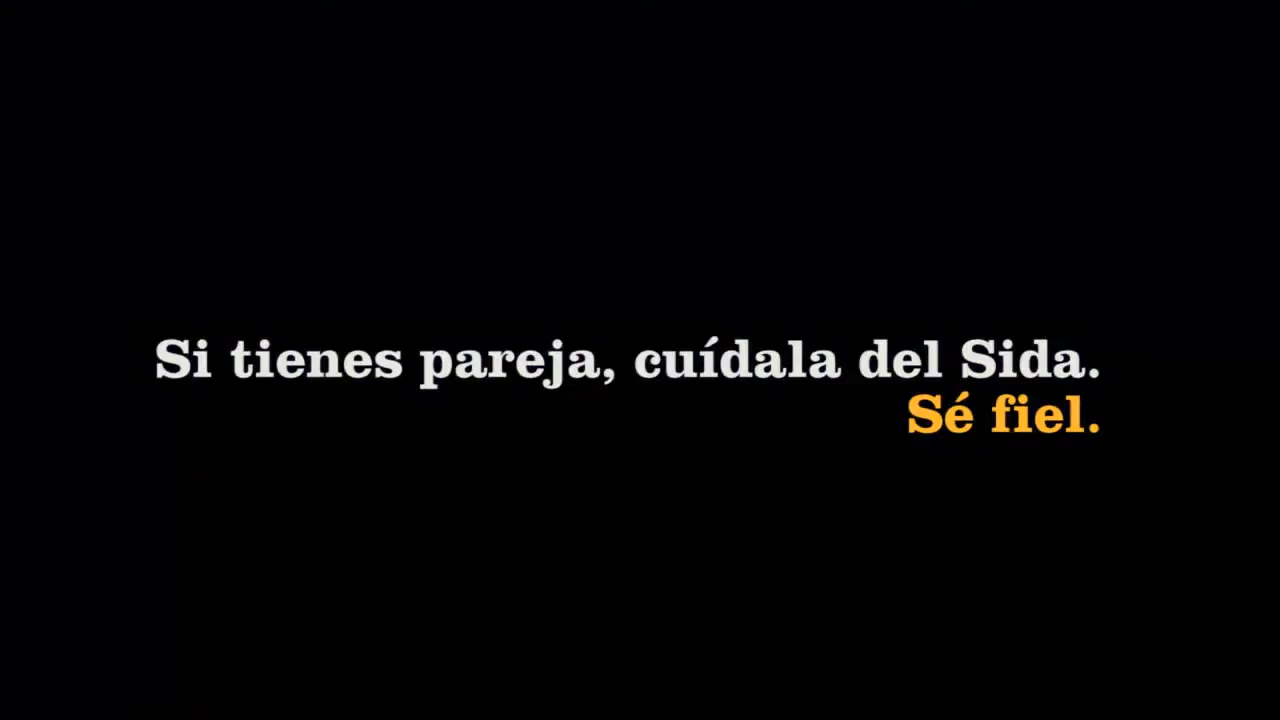 Si tienes pareja, cuídala del Sida.
Sé fiel.